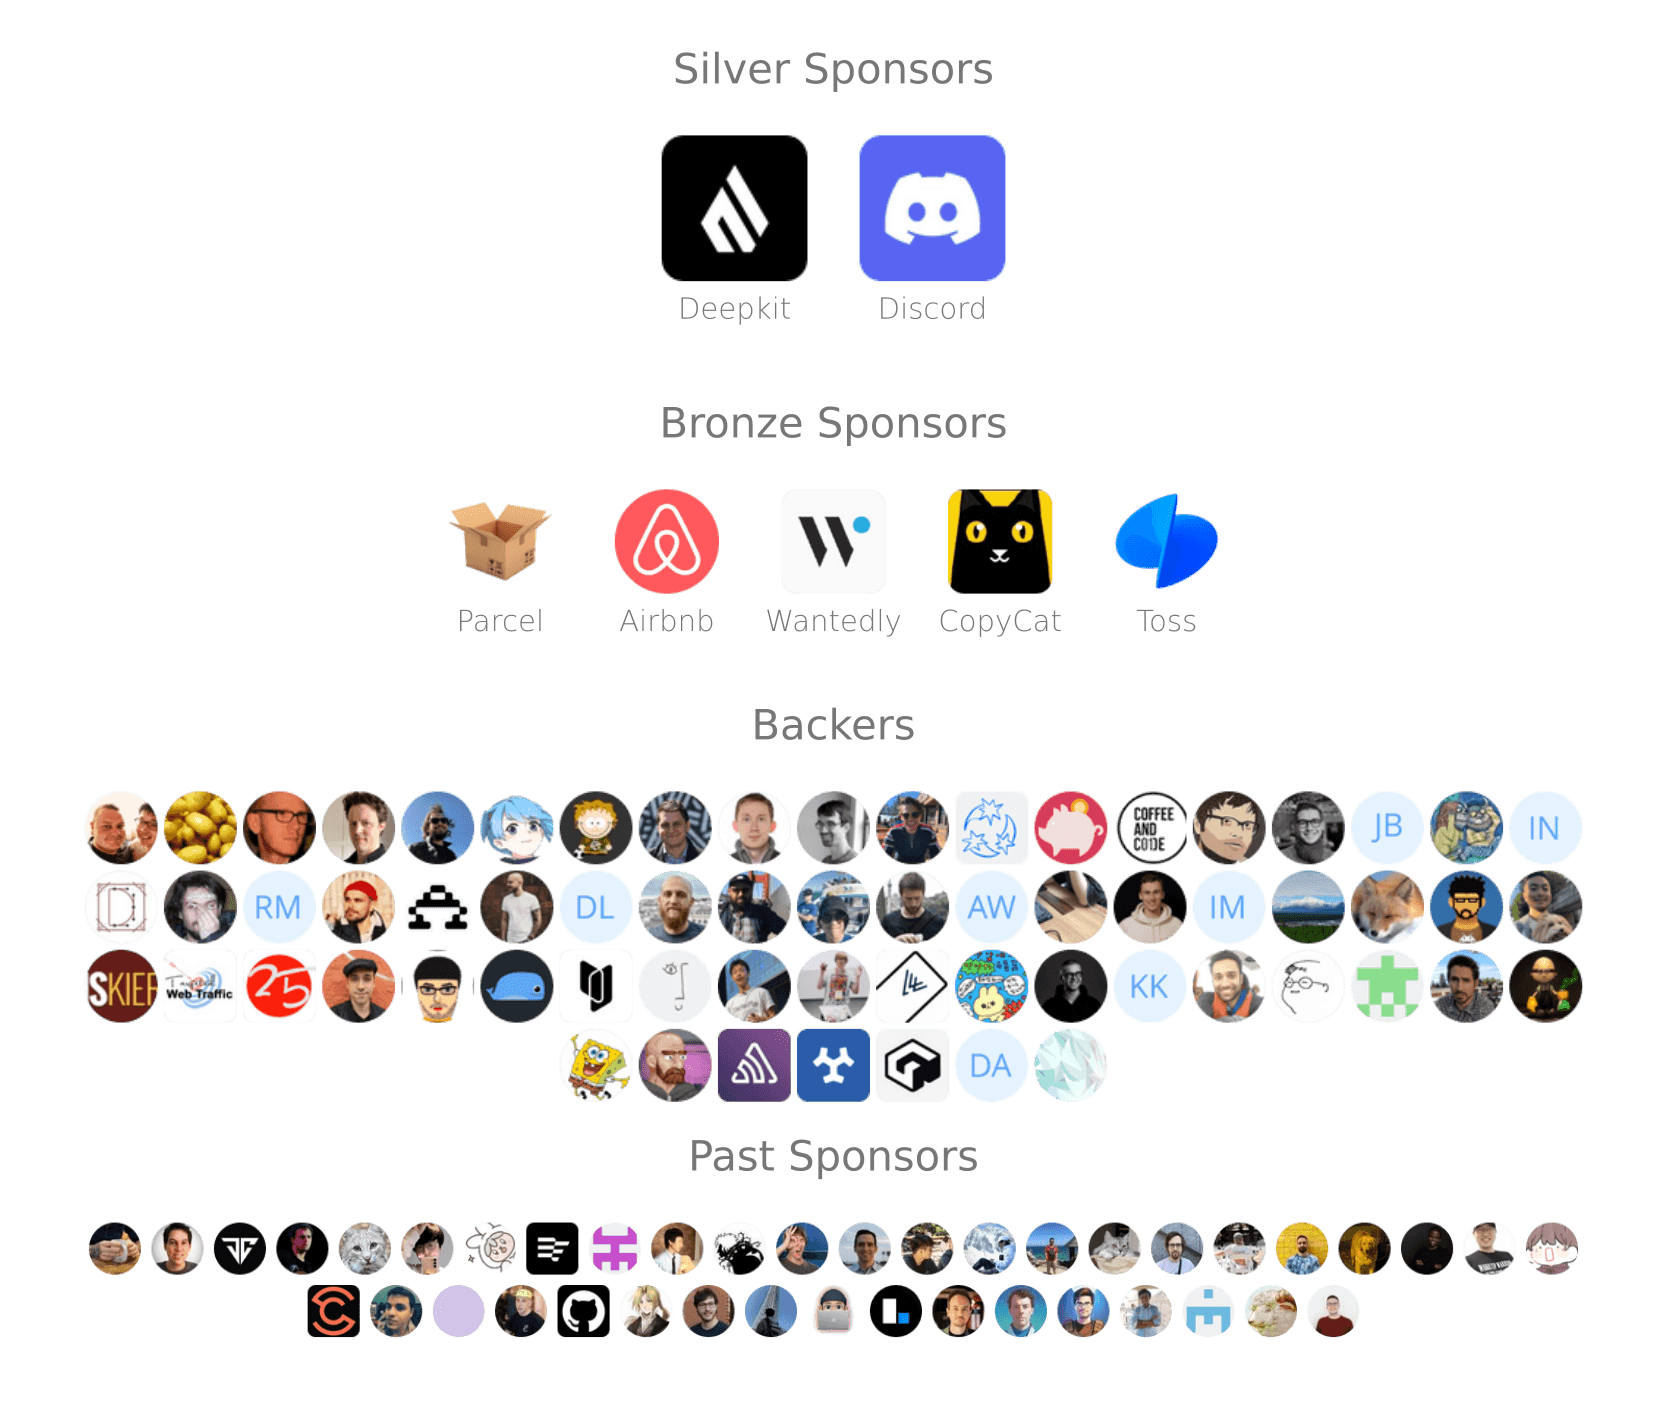 Silver Sponsors
Deepkit Discord
Bronze Sponsors
Parcel Airbnb Wantedly CopyCat Toss
Backers
COFFEE
AND
CODE
JB IN
RM DL AW IM
SKIFF
Web Traffic
25
KK
DA
Past Sponsors